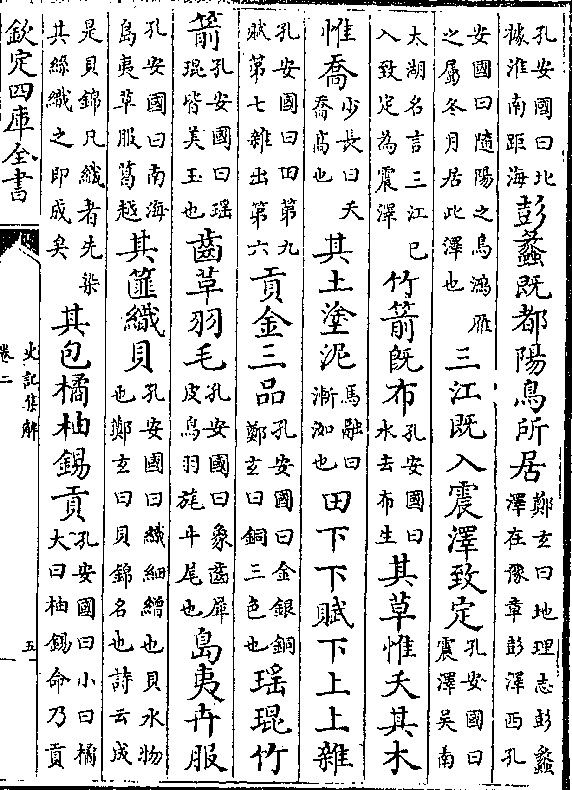 孔安國曰北據淮南距海彭蠡既都陽鳥所居鄭玄曰地理志彭蠡澤在豫章彭澤西孔
安國曰隨陽之鳥鴻雁之屬冬月居此澤也三江既入震澤致定孔安國曰震澤吳南
太湖名言三江已入致定為震澤竹箭既布孔安國曰水去布生其草惟夭其木
惟喬少長曰夭喬高也其土塗泥馬融曰漸洳也田下下賦下上上雜
孔安國曰田第九賦第七雜出第六貢金三品孔安國曰金銀銅鄭玄曰銅三色也瑶琨竹
箭孔安國曰瑶琨皆美玉也齒革羽毛孔安國曰象齒犀皮鳥羽旄牛尾也島夷卉服
孔安國曰南海島夷草服葛越其篚織貝孔安國曰織細繒也貝水物也鄭玄曰貝錦名也詩云成
是貝錦凡織者先染其絲織之即成矣其包橘柚錫貢孔安國曰小曰橘大曰柚錫命乃貢
欽定四庫全書
史記集解
卷二
五